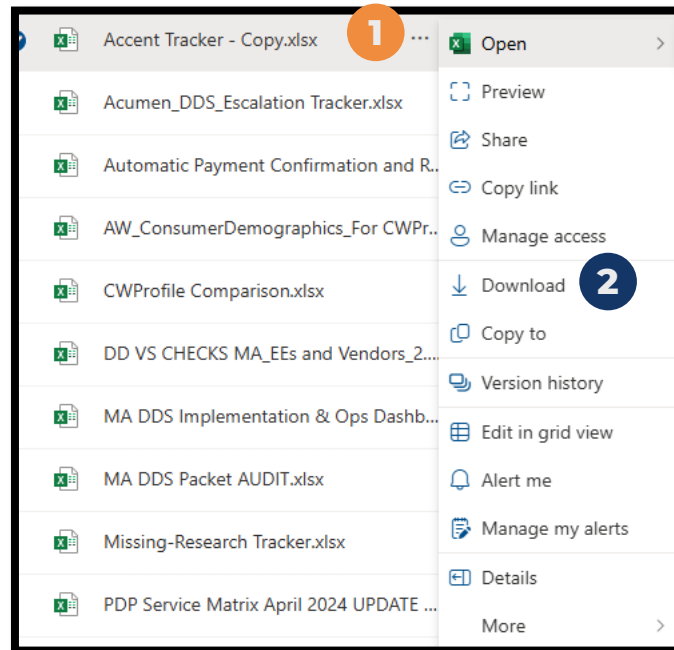 Accent Tracker - Copy.xlsx 1 ...
Acumen_DDS_Escalation Tracker.xlsx
Automatic Payment Confirmation and R...
AW_ConsumerDemographics_For CWPr...
CWProfile Comparison.xlsx
DD VS CHECKS MA_EEs and Vendors_2....
MA DDS Implementation & Ops Dashb...
MA DDS Packet AUDIT.xlsx
Missing-Research Tracker.xlsx
PDP Service Matrix April 2024 UPDATE ...
Open
Preview
Share
Copy link
Manage access
Download 2
Copy to
Version history
Edit in grid view
Alert me
Manage my alerts
Details
More